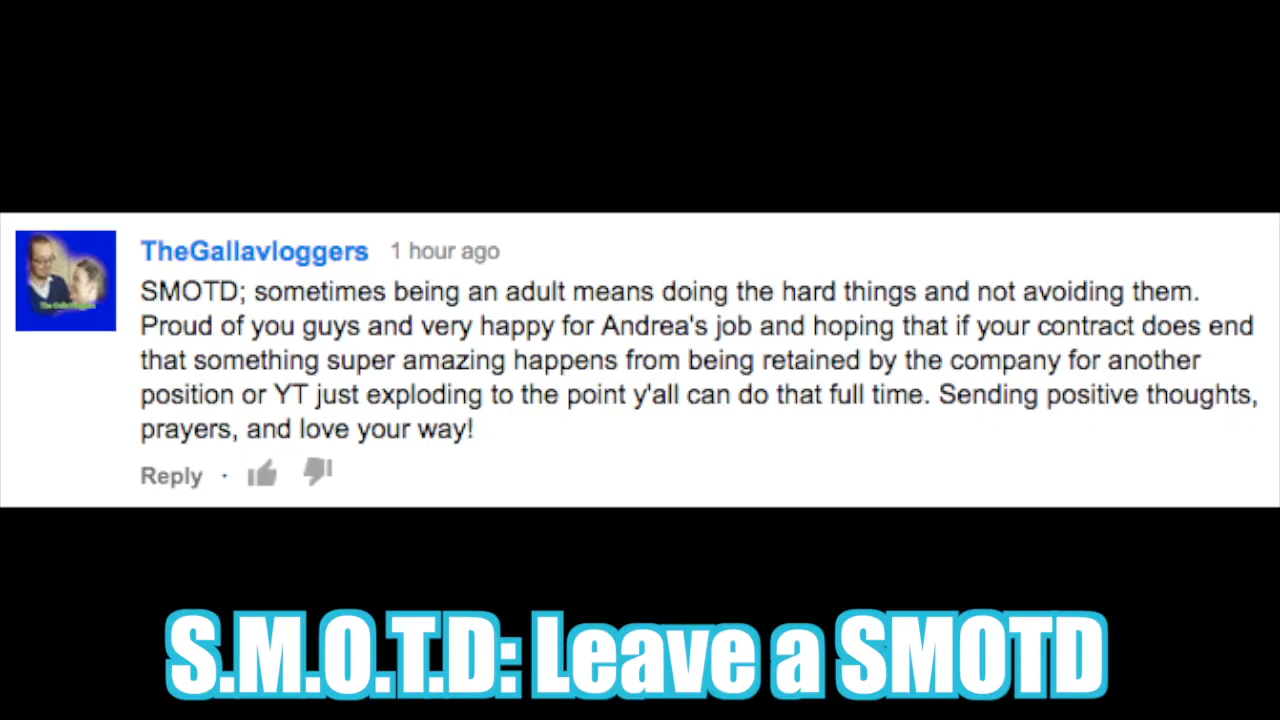 TheGallavloggers 1 hour ago
SMOTD; sometimes being an adult means doing the hard things and not avoiding them.
Proud of you guys and very happy for Andrea's job and hoping that if your contract does end
that something super amazing happens from being retained by the company for another
position or YT just exploding to the point y'all can do that full time. Sending positive thoughts,
prayers, and love your way!
Reply ·
S.M.O.T.D: Leave a SMOTD